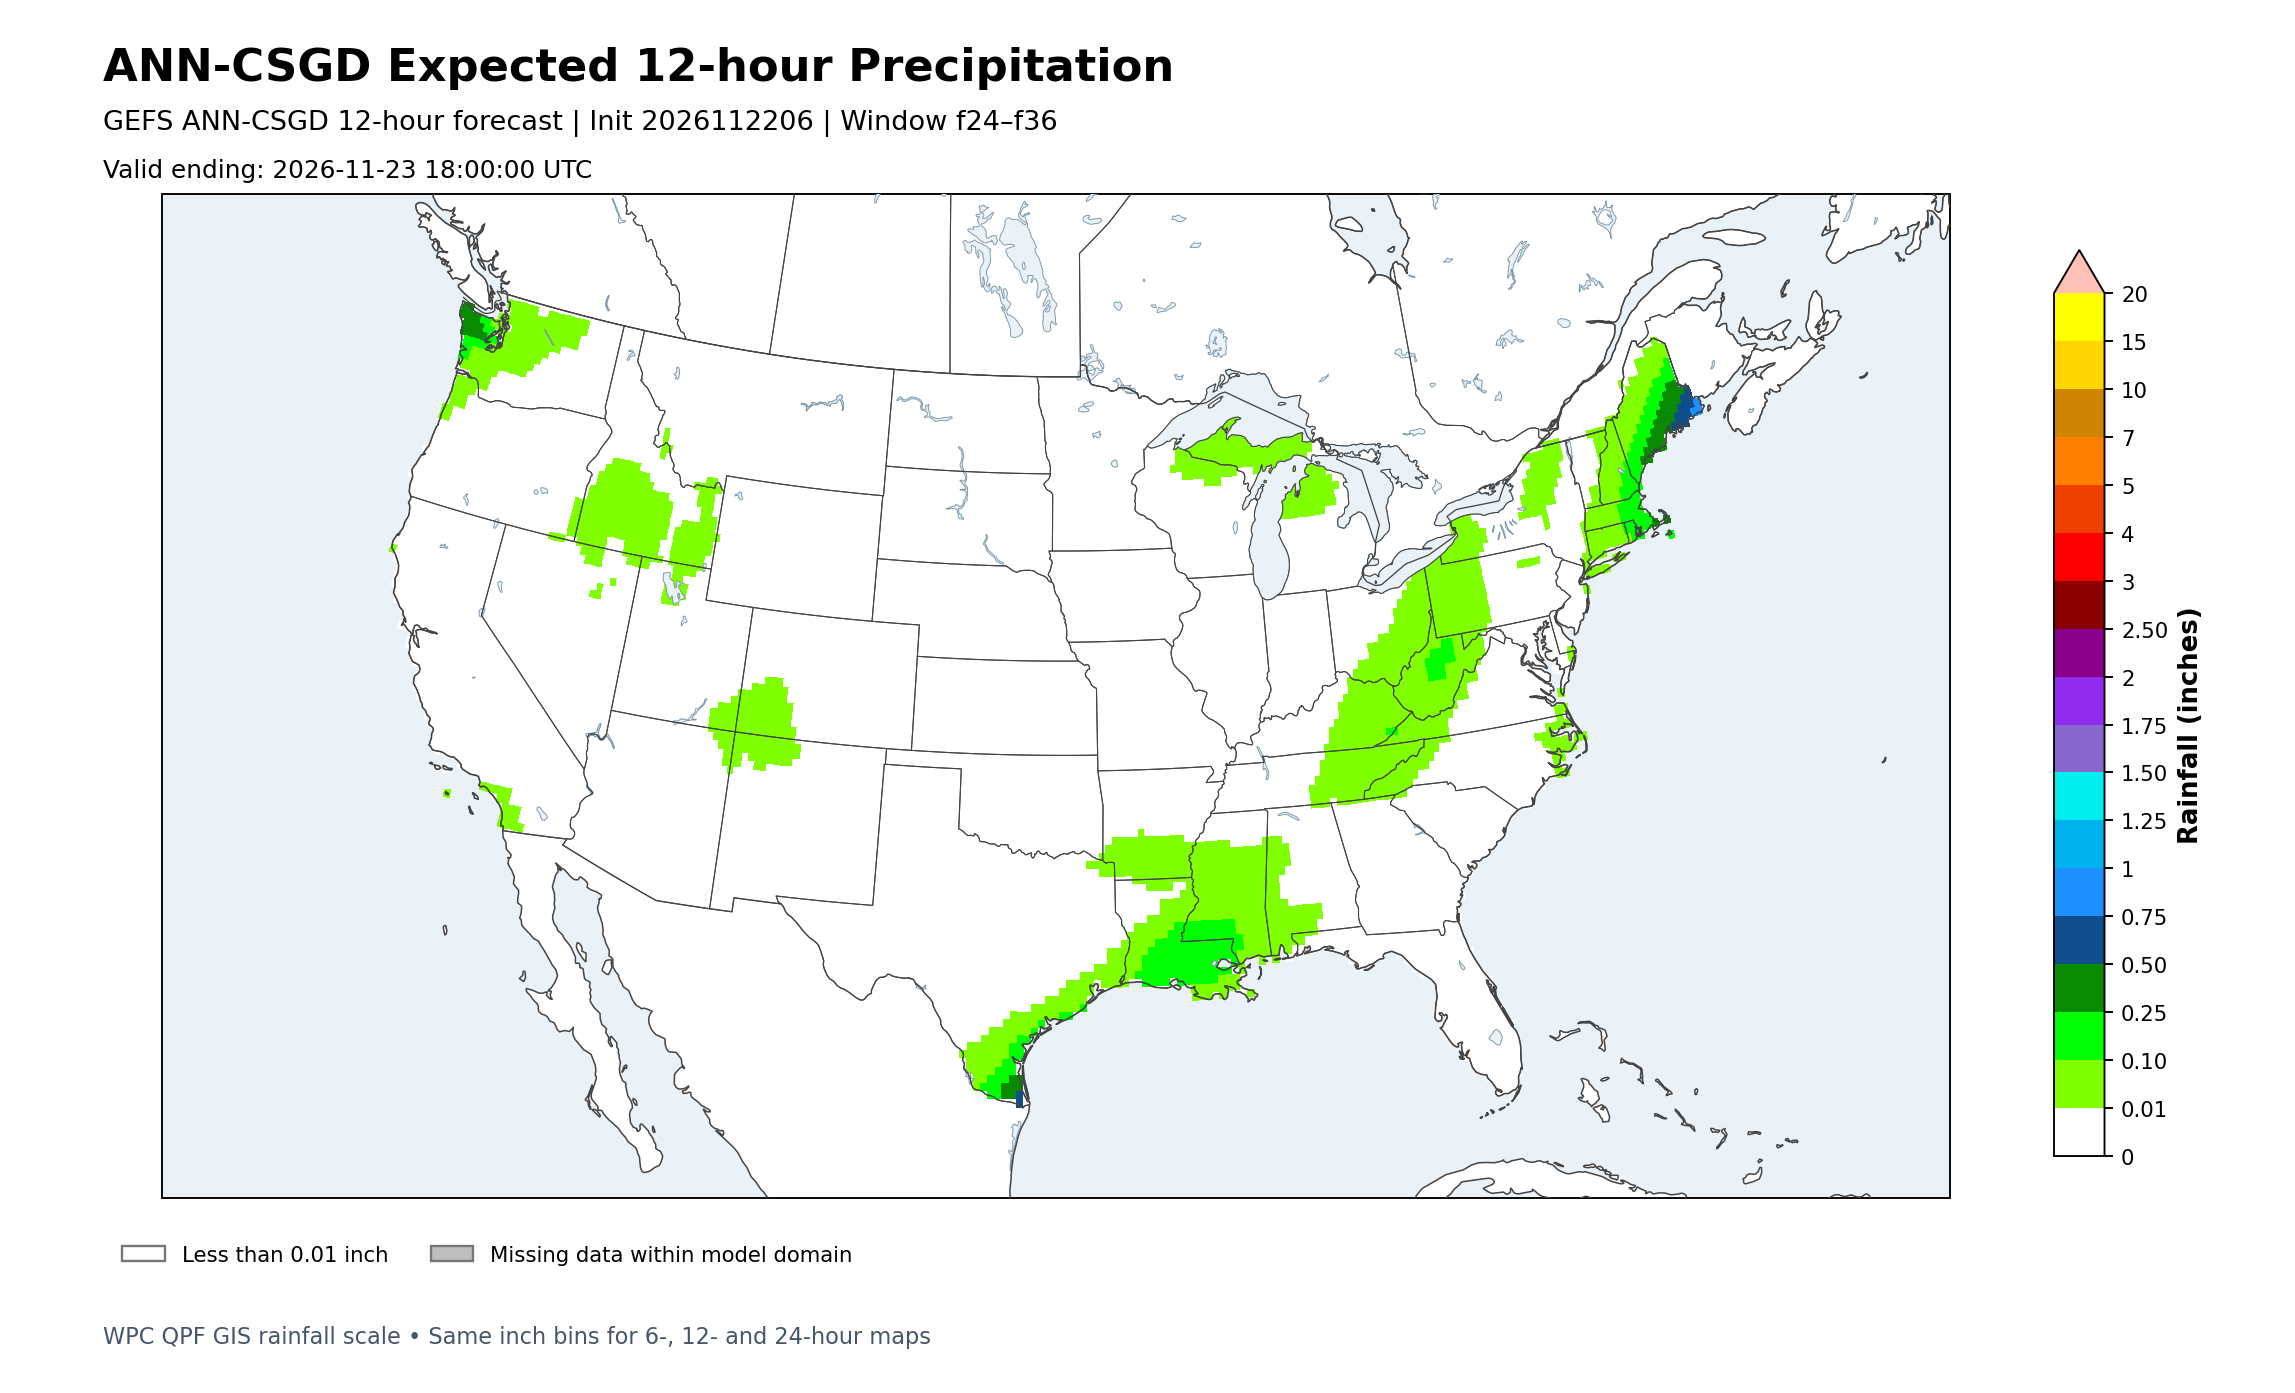 ANN-CSGD Expected 12-hour Precipitation
GEFS ANN-CSGD 12-hour forecast | Init 2026112206 | Window f24–f36
Valid ending: 2026-11-23 18:00:00 UTC
20
15
10
7
5
4
3
2.50
2
1.75
1.50
1.25
1
0.75
0.50
0.25
0.10
0.01
0
Rainfall (inches)
Less than 0.01 inch
Missing data within model domain
WPC QPF GIS rainfall scale • Same inch bins for 6-, 12- and 24-hour maps